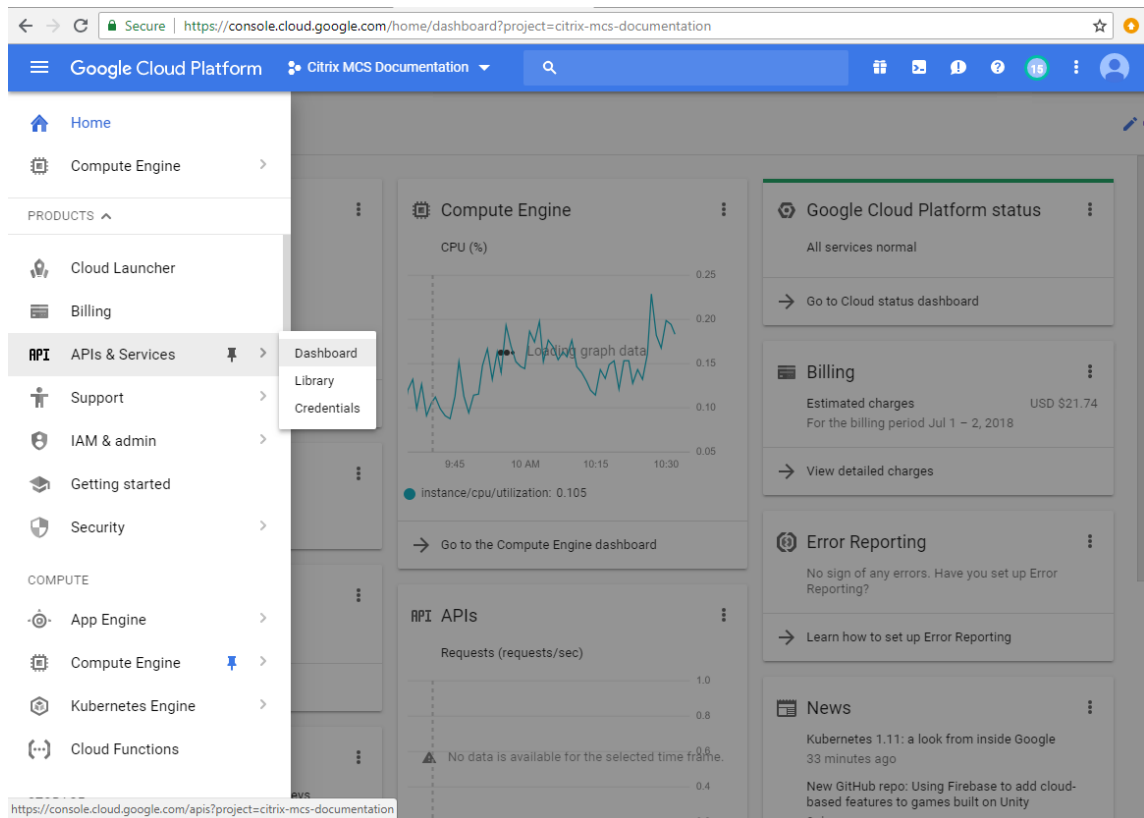 Secure | https://console.cloud.google.com/home/dashboard?project=citrix-mcs-documentation
Google Cloud Platform
Citrix MCS Documentation
15
Home
Compute Engine
PRODUCTS
Cloud Launcher
Billing
API APIs & Services
Support
IAM & admin
Getting started
Security
COMPUTE
App Engine
Compute Engine
Kubernetes Engine
Cloud Functions
https://console.cloud.google.com/apis?project=citrix-mcs-documentation
Dashboard
Library
Credentials
Compute Engine
CPU (%)
0.25
0.20
Loading graph data
0.15
0.10
0.05
9:45 10 AM 10:15 10:30
instance/cpu/utilization: 0.105
Go to the Compute Engine dashboard
API APIs
Requests (requests/sec)
1.0
0.8
No data is available for the selected time frame.
0.6
0.4
Google Cloud Platform status
All services normal
Go to Cloud status dashboard
Billing
Estimated charges USD $21.74
For the billing period Jul 1 – 2, 2018
View detailed charges
Error Reporting
No sign of any errors. Have you set up Error
Reporting?
Learn how to set up Error Reporting
News
Kubernetes 1.11: a look from inside Google
33 minutes ago
New GitHub repo: Using Firebase to add cloud-
based features to games built on Unity